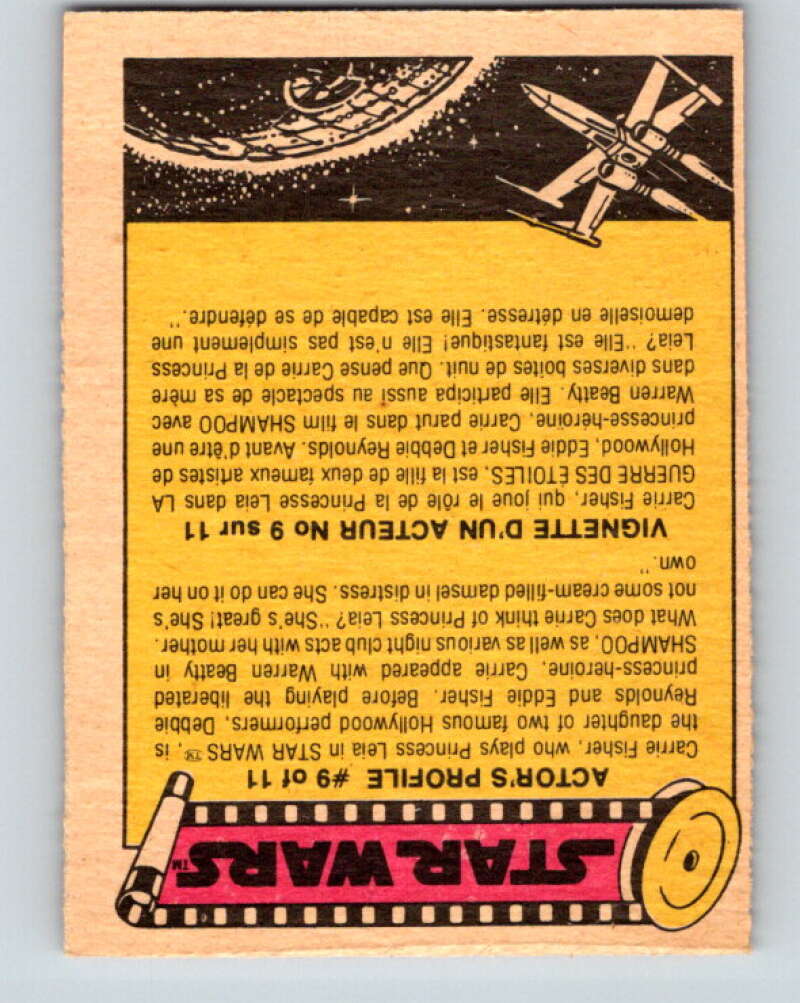 STAR WARS™
ACTOR'S PROFILE #9 of 11
Carrie Fisher, who plays Princess Leia in STAR WARS™, is
the daughter of two famous Hollywood performers, Debbie
Reynolds and Eddie Fisher. Before playing the liberated
princess-heroine, Carrie appeared with Warren Beatty in
SHAMPOO, as well as various night club acts with her mother.
What does Carrie think of Princess Leia? "She's great! She's
not some cream-filled damsel in distress. She can do it on her
own."
VIGNETTE D'UN ACTEUR No 9 sur 11
Carrie Fisher, qui joue le rôle de la Princesse Leia dans LA
GUERRE DES ÉTOILES, est la fille de deux fameux artistes de
Hollywood, Eddie Fisher et Debbie Reynolds. Avant d'être une
princesse-héroine, Carrie parut dans le film SHAMPOO avec
Warren Beatty. Elle participa aussi au spectacle de sa mère
dans diverses boites de nuit. Que pense Carrie de la Princess
Leia? "Elle est fantastique! Elle n'est pas simplement une
demoiselle en détresse. Elle est capable de se défendre."